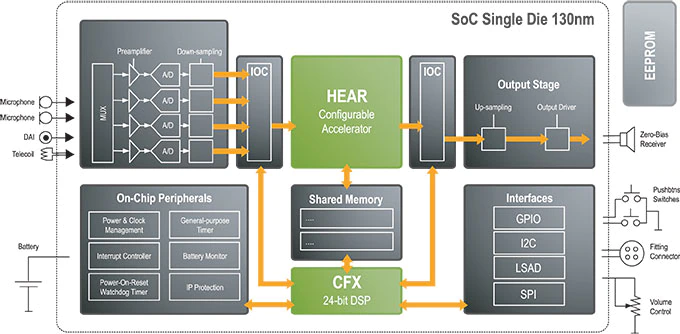 SoC Single Die 130nm
EEPROM
Preamplifier
Down-sampling
MUX
A/D
A/D
A/D
A/D
IOC
HEAR
Configurable
Accelerator
IOC
Output Stage
Up-sampling
Output Driver
Microphone
Microphone
DAI
Telecoil
Zero-Bias
Receiver
On-Chip Peripherals
Power & Clock
Management
General-purpose
Timer
Interrupt Controller
Battery Monitor
Power-On-Reset
Watchdog Timer
IP Protection
Shared Memory
....
....
CFX
24-bit DSP
Interfaces
GPIO
I2C
LSAD
SPI
Battery
Pushbtns
Switches
Fitting
Connector
Volume
Control